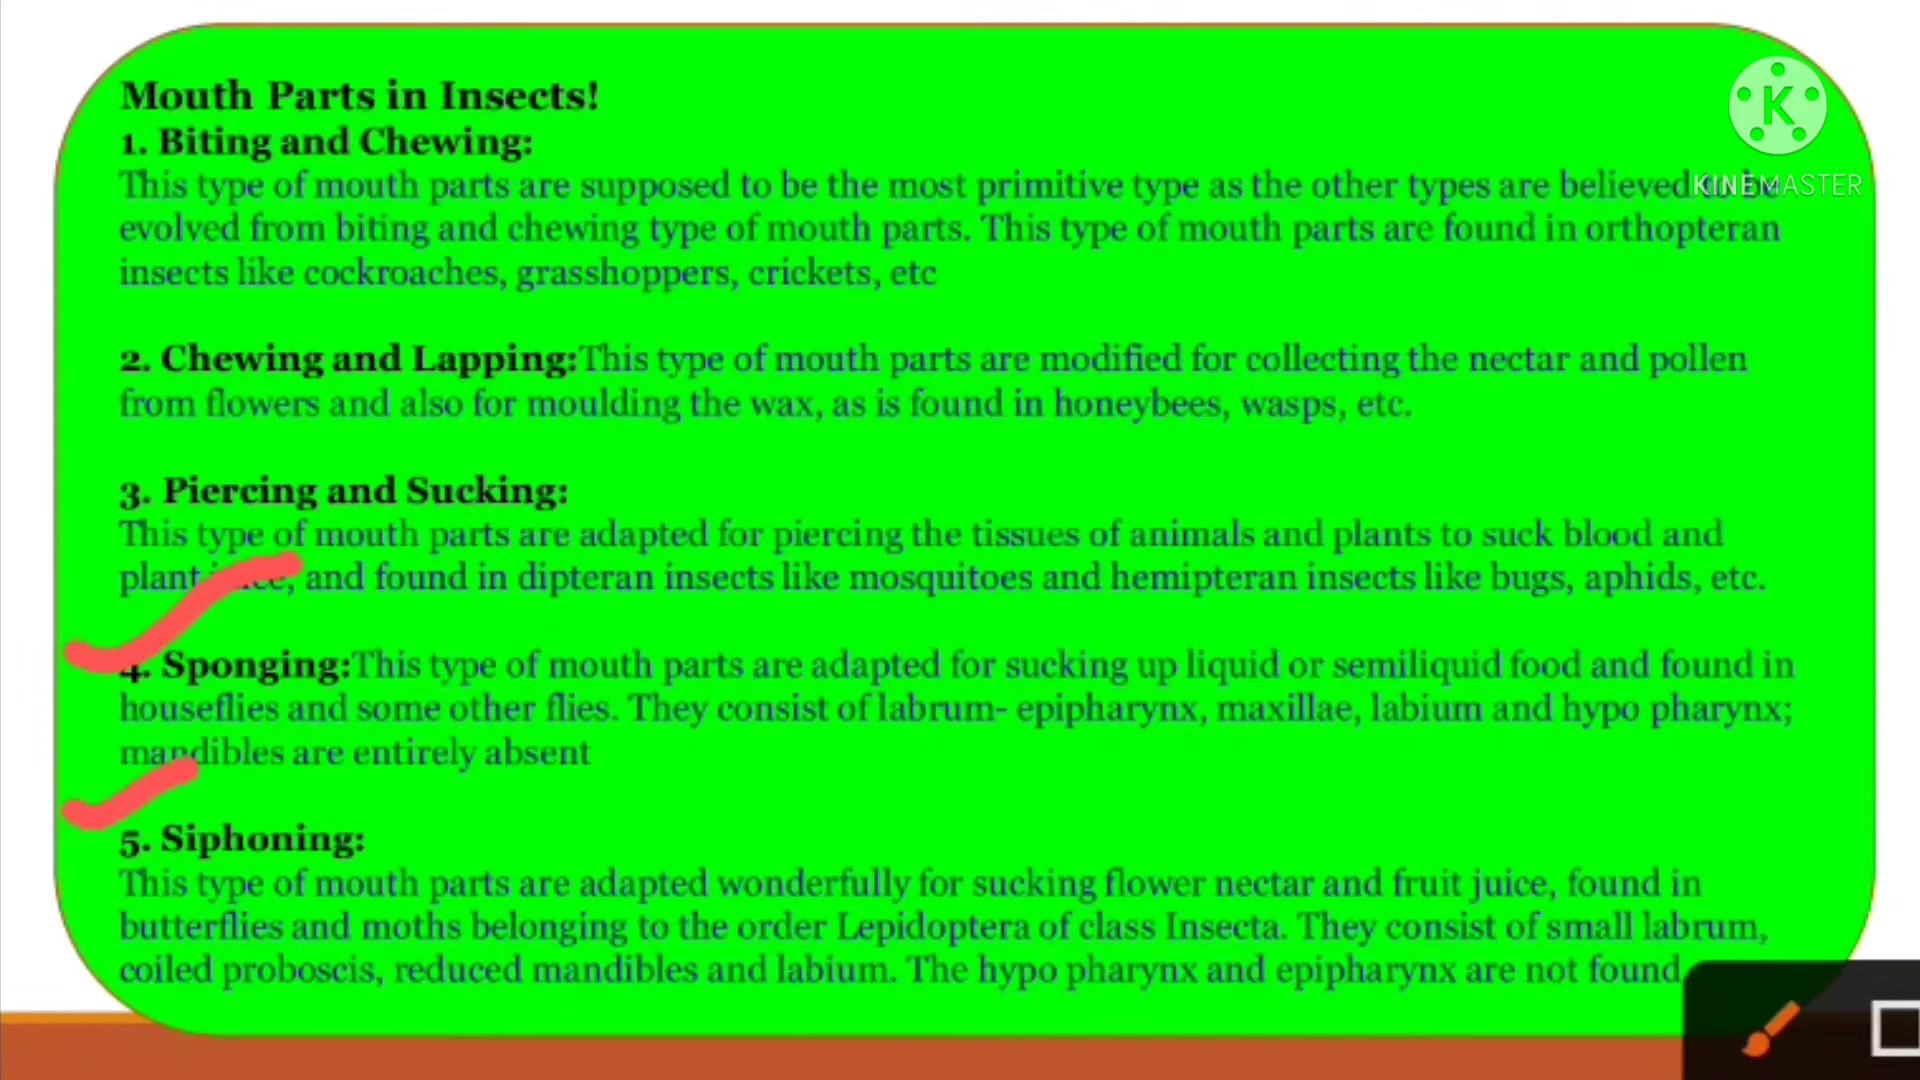 Mouth Parts in Insects!
1. Biting and Chewing:
This type of mouth parts are supposed to be the most primitive type as the other types are believed to be
evolved from biting and chewing type of mouth parts. This type of mouth parts are found in orthopteran
insects like cockroaches, grasshoppers, crickets, etc
2. Chewing and Lapping:This type of mouth parts are modified for collecting the nectar and pollen
from flowers and also for moulding the wax, as is found in honeybees, wasps, etc.
3. Piercing and Sucking:
This type of mouth parts are adapted for piercing the tissues of animals and plants to suck blood and
plant juice, and found in dipteran insects like mosquitoes and hemipteran insects like bugs, aphids, etc.
4. Sponging:This type of mouth parts are adapted for sucking up liquid or semiliquid food and found in
houseflies and some other flies. They consist of labrum- epipharynx, maxillae, labium and hypo pharynx;
mandibles are entirely absent
5. Siphoning:
This type of mouth parts are adapted wonderfully for sucking flower nectar and fruit juice, found in
butterflies and moths belonging to the order Lepidoptera of class Insecta. They consist of small labrum,
coiled proboscis, reduced mandibles and labium. The hypo pharynx and epipharynx are not found
K
KINEMASTER